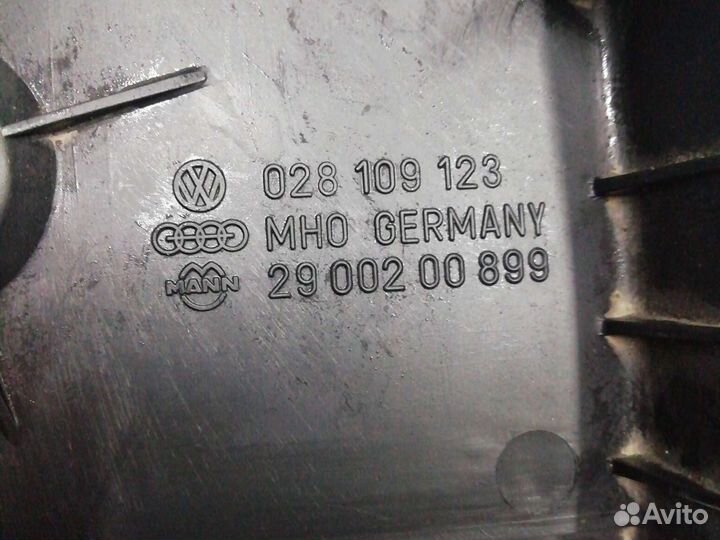 028 109 123
MHO GERMANY
MANN 29 002 00 899
Avito